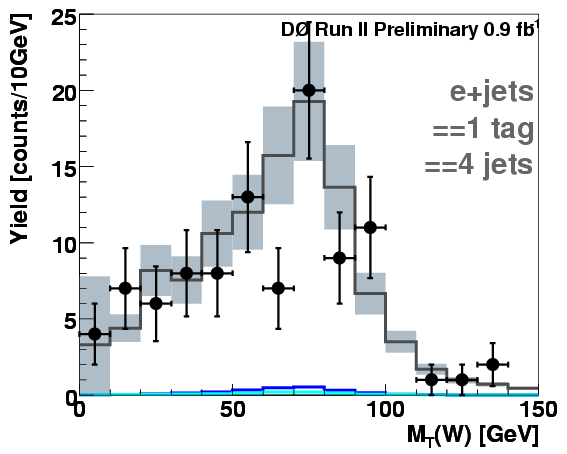 DØ Run II Preliminary 0.9 fb⁻¹
e+jets
==1 tag
==4 jets
Yield [counts/10GeV]
25
20
15
10
5
0
0 50 100 150
M_T(W) [GeV]